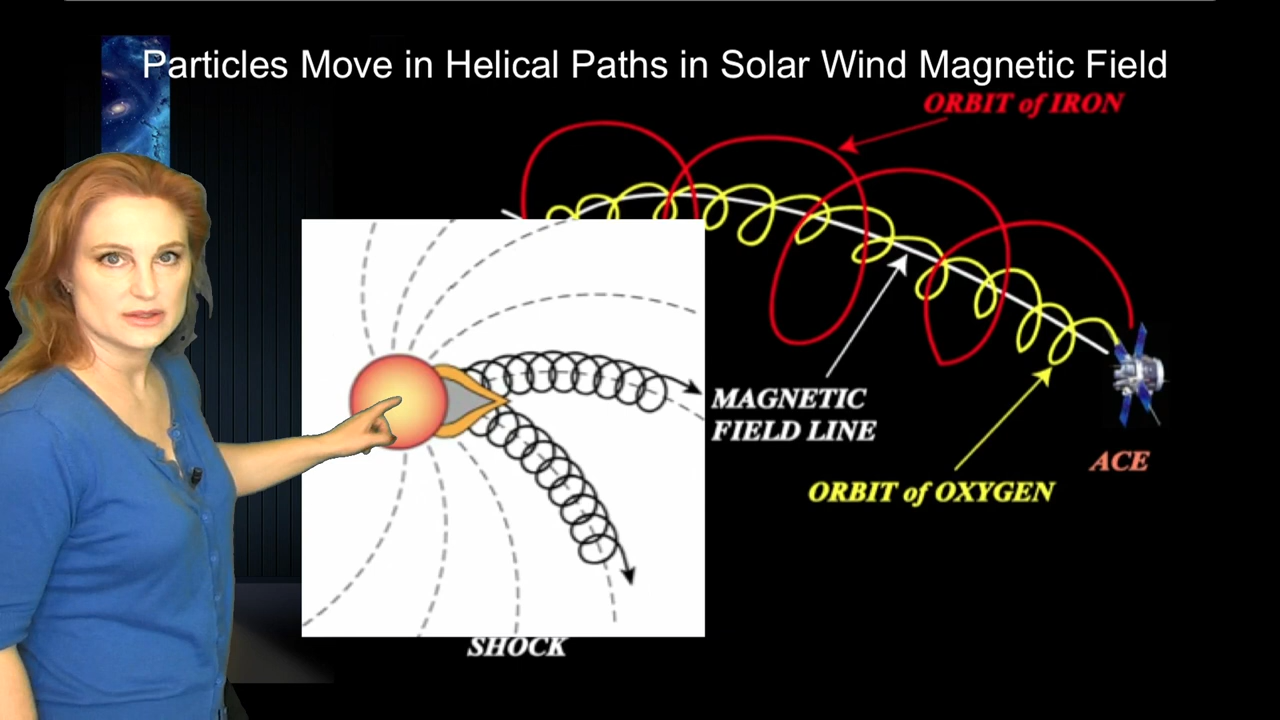 Particles Move in Helical Paths in Solar Wind Magnetic Field
ORBIT of IRON
MAGNETIC
FIELD LINE
ACE
ORBIT of OXYGEN
SHOCK